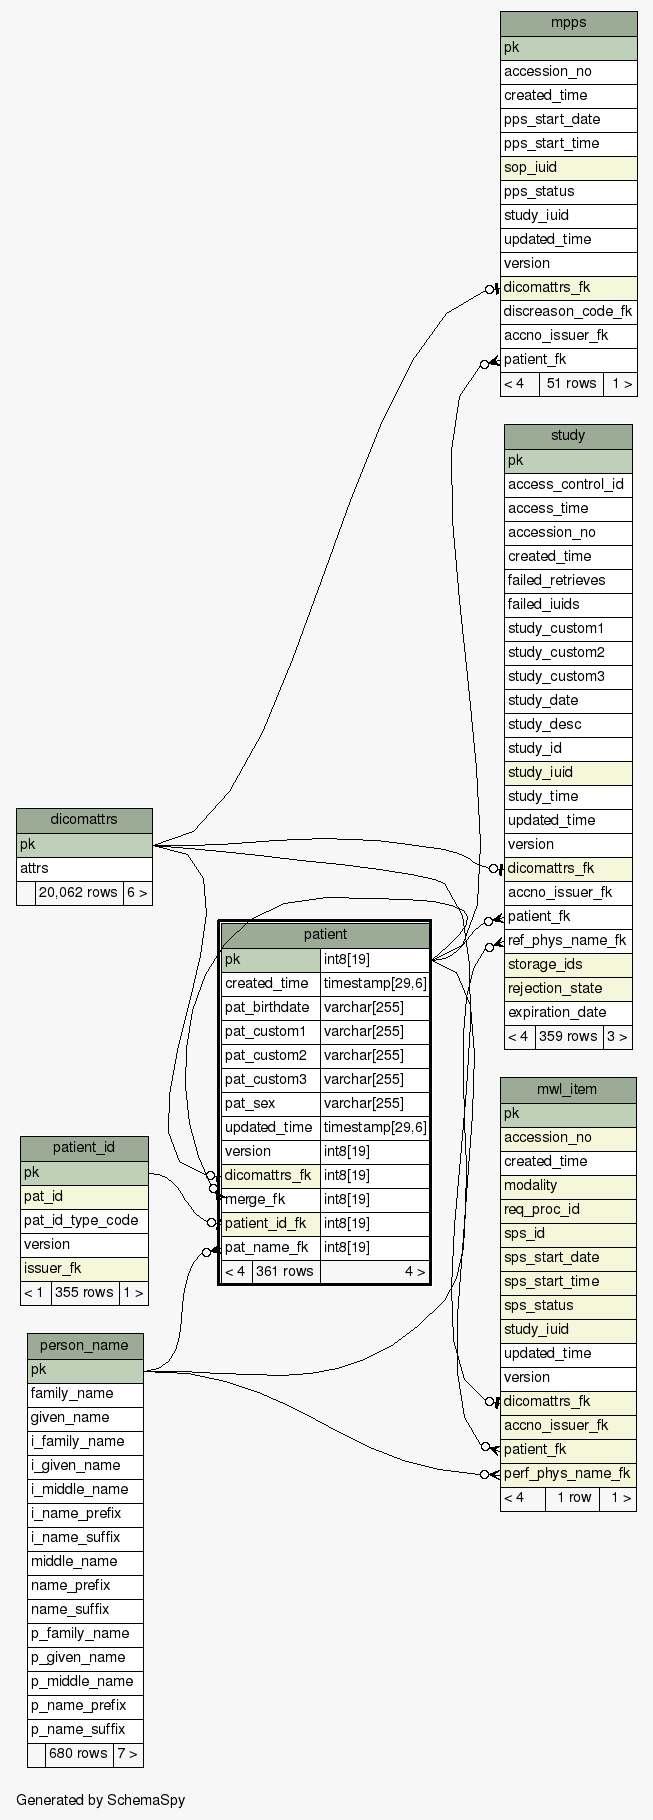 mpps
pk
accession_no
created_time
pps_start_date
pps_start_time
sop_iuid
pps_status
study_iuid
updated_time
version
dicomattrs_fk
discreason_code_fk
accno_issuer_fk
patient_fk
< 4 51 rows 1 >
study
pk
access_control_id
access_time
accession_no
created_time
failed_retrieves
failed_iuids
study_custom1
study_custom2
study_custom3
study_date
study_desc
study_id
study_iuid
study_time
updated_time
version
dicomattrs_fk
accno_issuer_fk
patient_fk
ref_phys_name_fk
storage_ids
rejection_state
expiration_date
< 4 359 rows 3 >
dicomattrs
pk
attrs
20,062 rows 6 >
patient
pk int8[19]
created_time timestamp[29,6]
pat_birthdate varchar[255]
pat_custom1 varchar[255]
pat_custom2 varchar[255]
pat_custom3 varchar[255]
pat_sex varchar[255]
updated_time timestamp[29,6]
version int8[19]
dicomattrs_fk int8[19]
merge_fk int8[19]
patient_id_fk int8[19]
pat_name_fk int8[19]
< 4 361 rows 4 >
mwl_item
pk
accession_no
created_time
modality
req_proc_id
sps_id
sps_start_date
sps_start_time
sps_status
study_iuid
updated_time
version
dicomattrs_fk
accno_issuer_fk
patient_fk
perf_phys_name_fk
< 4 1 row 1 >
patient_id
pk
pat_id
pat_id_type_code
version
issuer_fk
< 1 355 rows 1 >
person_name
pk
family_name
given_name
i_family_name
i_given_name
i_middle_name
i_name_prefix
i_name_suffix
middle_name
name_prefix
name_suffix
p_family_name
p_given_name
p_middle_name
p_name_prefix
p_name_suffix
680 rows 7 >
Generated by SchemaSpy